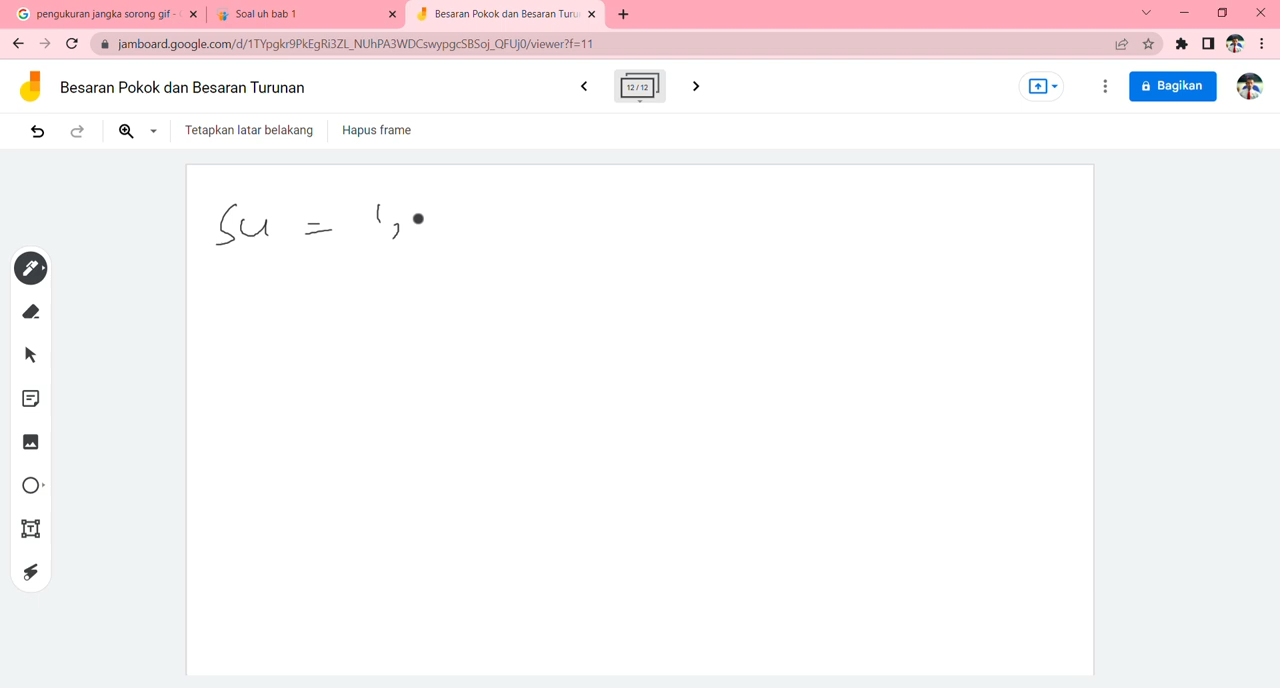 pengukuran jangka sorong gif -
Soal uh bab 1
Besaran Pokok dan Besaran Turu
jamboard.google.com/d/1TYpgkr9PkEgRi3ZL_NUhPA3WDCswypgcSBSoj_QFUj0/viewer?f=11
Besaran Pokok dan Besaran Turunan
12 / 12
Bagikan
Tetapkan latar belakang
Hapus frame
SU = 1,